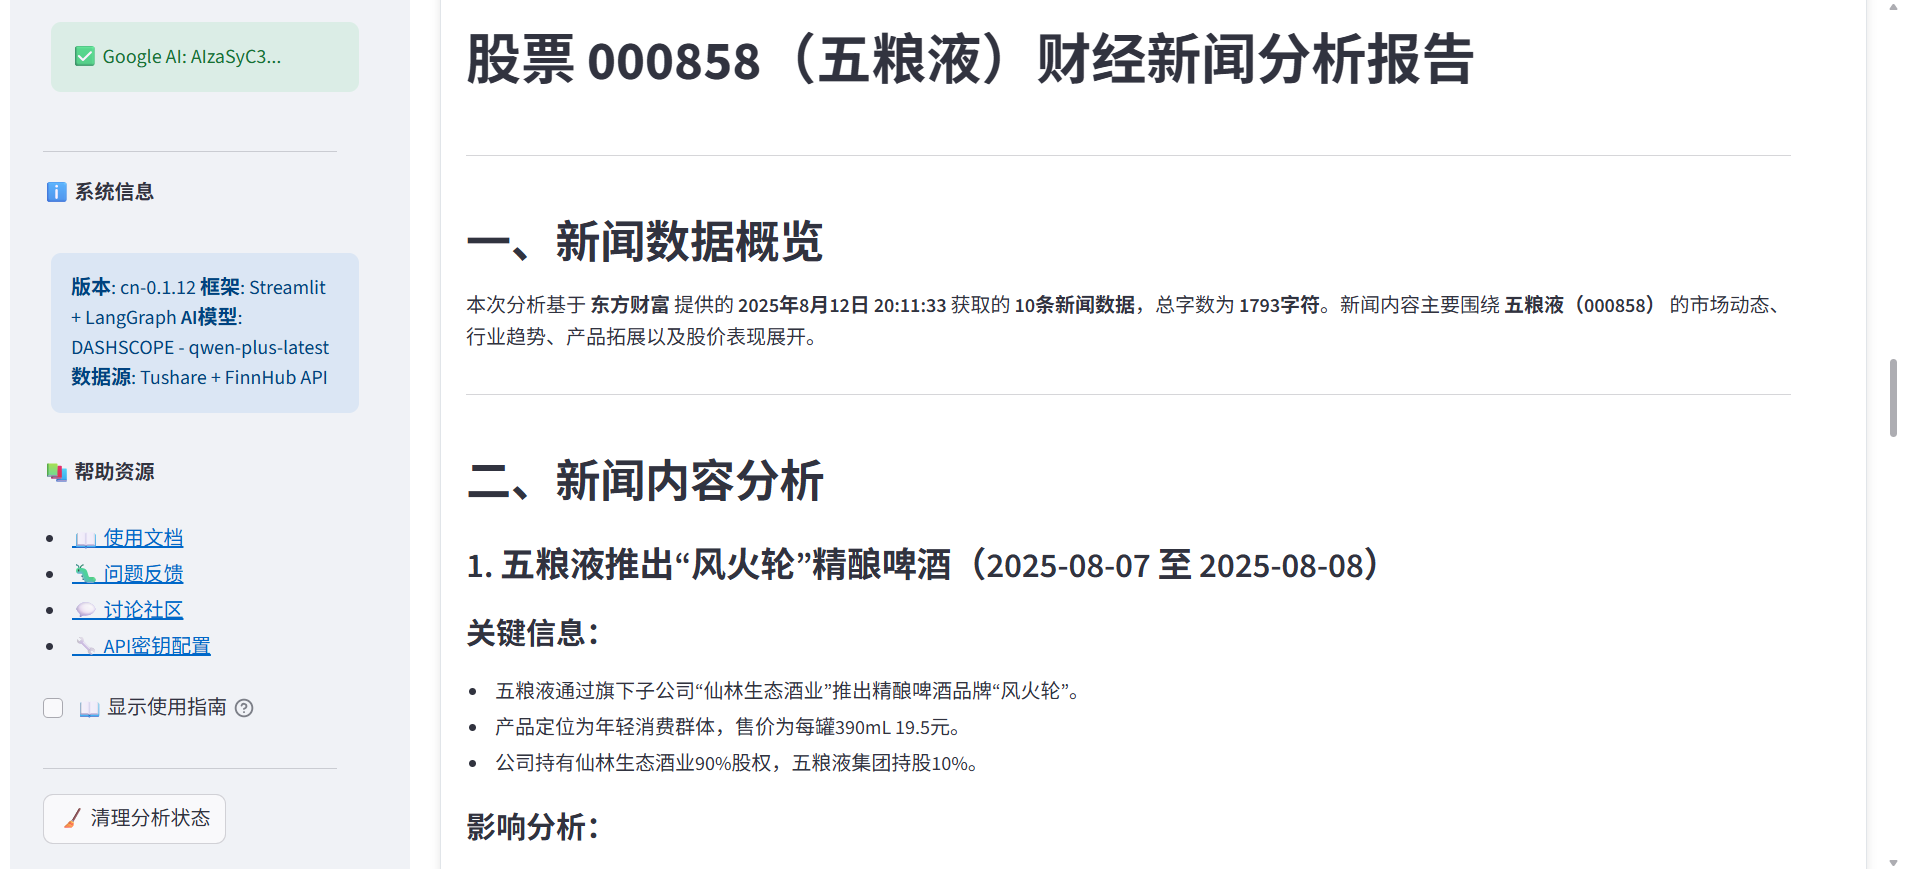 Google AI: AIzaSyC3...
系统信息
版本: cn-0.1.12 框架: Streamlit
+ LangGraph AI模型:
DASHSCOPE - qwen-plus-latest
数据源: Tushare + FinnHub API
帮助资源
使用文档
问题反馈
讨论社区
API密钥配置
显示使用指南
清理分析状态
股票 000858（五粮液）财经新闻分析报告
一、新闻数据概览
本次分析基于 东方财富 提供的 2025年8月12日 20:11:33 获取的 10条新闻数据，总字数为 1793字符。新闻内容主要围绕 五粮液（000858） 的市场动态、
行业趋势、产品拓展以及股价表现展开。
二、新闻内容分析
1. 五粮液推出“风火轮”精酿啤酒（2025-08-07 至 2025-08-08）
关键信息：
五粮液通过旗下子公司“仙林生态酒业”推出精酿啤酒品牌“风火轮”。
产品定位为年轻消费群体，售价为每罐390mL 19.5元。
公司持有仙林生态酒业90%股权，五粮液集团持股10%。
影响分析：